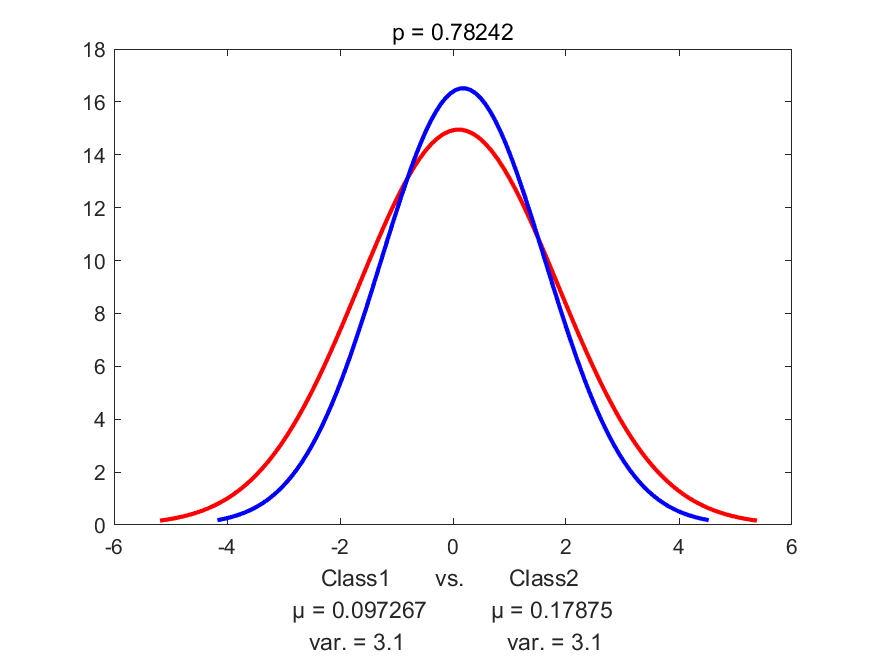 p = 0.78242
18
16
14
12
10
8
6
4
2
0
-6 -4 -2 0 2 4 6
Class1 vs. Class2
μ = 0.097267 μ = 0.17875
var. = 3.1 var. = 3.1